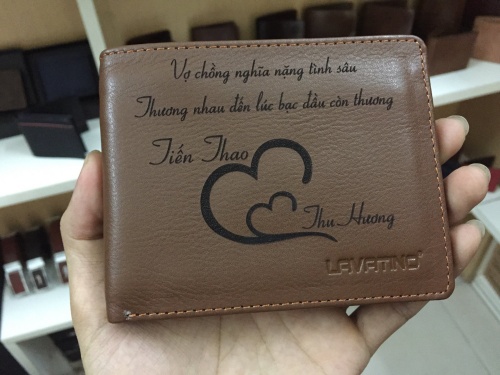 Vợ chồng nghĩa nặng tình sâu
Thương nhau đến lúc bạc đầu còn thương
Tiến Thao
Thu Hương
LAVATINO